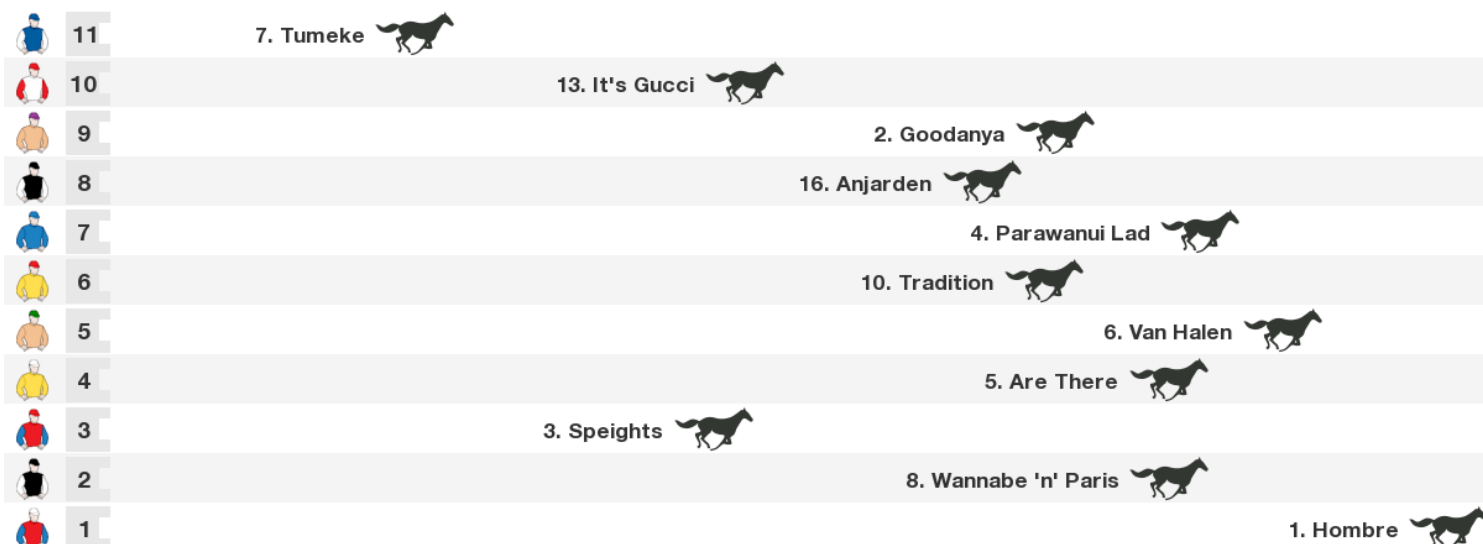 11 7. Tumeke
10 13. It's Gucci
9 2. Goodanya
8 16. Anjarden
7 4. Parawanui Lad
6 10. Tradition
5 6. Van Halen
4 5. Are There
3 3. Speights
2 8. Wannabe 'n' Paris
1 1. Hombre